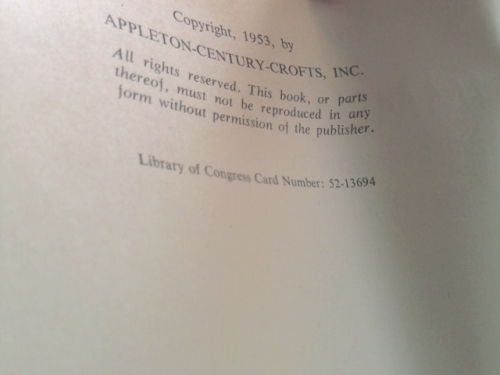 Copyright, 1953, by
APPLETON-CENTURY-CROFTS, INC.
All rights reserved. This book, or parts
thereof, must not be reproduced in any
form without permission of the publisher.
Library of Congress Card Number: 52-13694